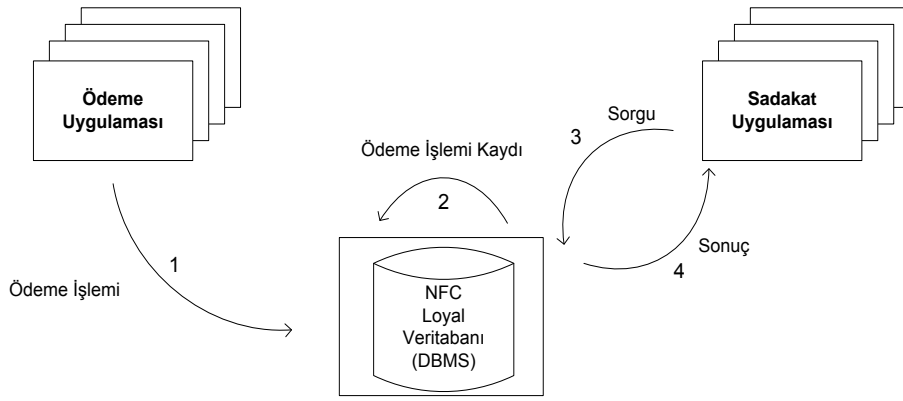 Ödeme
Uygulaması
Sadakat
Uygulaması
Sorgu
3
Ödeme İşlemi Kaydı
2
1
Ödeme İşlemi
Sonuç
4
NFC
Loyal
Veritabanı
(DBMS)